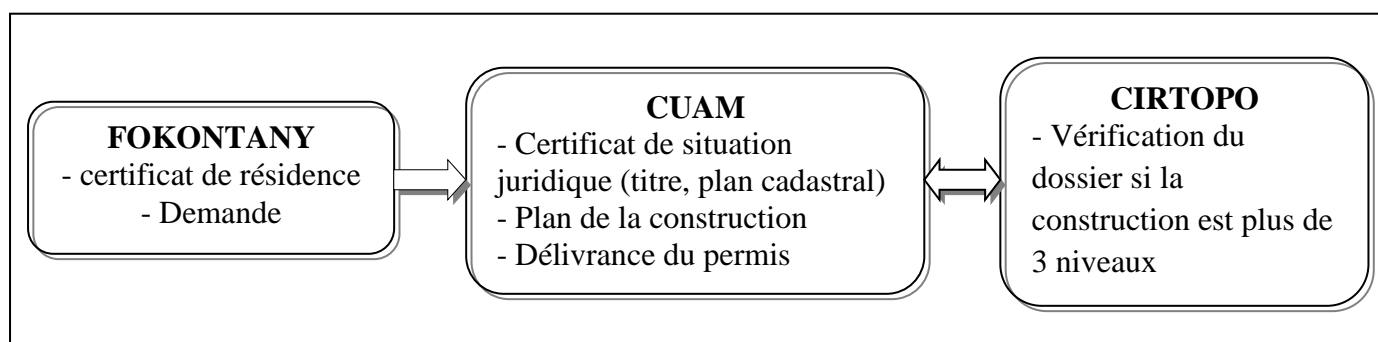 FOKONTANY
- certificat de résidence
- Demande
CUAM
- Certificat de situation
juridique (titre, plan cadastral)
- Plan de la construction
- Délivrance du permis
CIRTOPO
- Vérification du
dossier si la
construction est plus de
3 niveaux